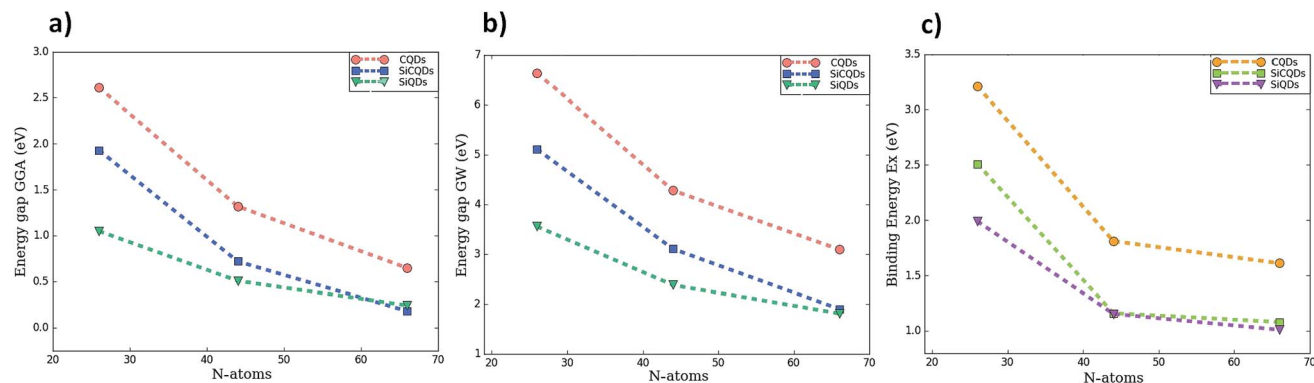 a)
3.0
2.5
2.0
1.5
1.0
0.5
0.0
Energy gap GGA (eV)
20 30 40 50 60 70
N-atoms
CQDs
SiCQDs
SiQDs
b)
7
6
5
4
3
2
1
Energy gap GW (eV)
20 30 40 50 60 70
N-atoms
CQDs
SiCQDs
SiQDs
c)
3.5
3.0
2.5
2.0
1.5
1.0
Binding Energy Ex (eV)
20 30 40 50 60 70
N-atoms
CQDs
SiCQDs
SiQDs